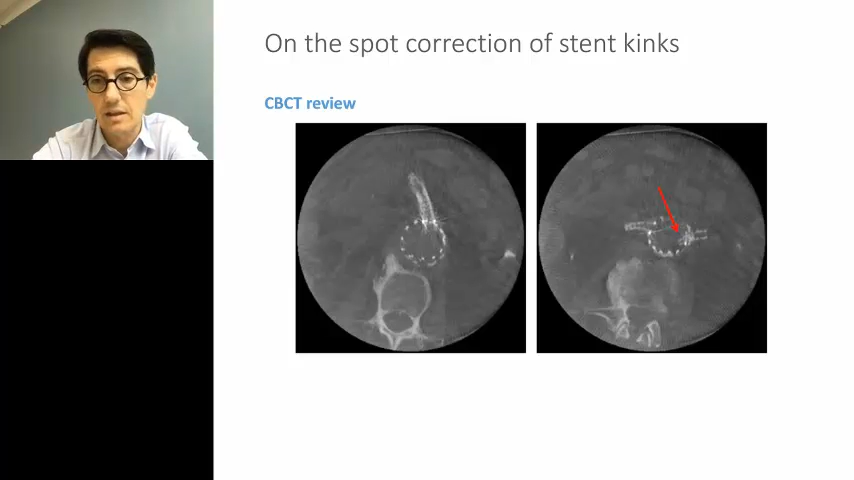 On the spot correction of stent kinks
CBCT review